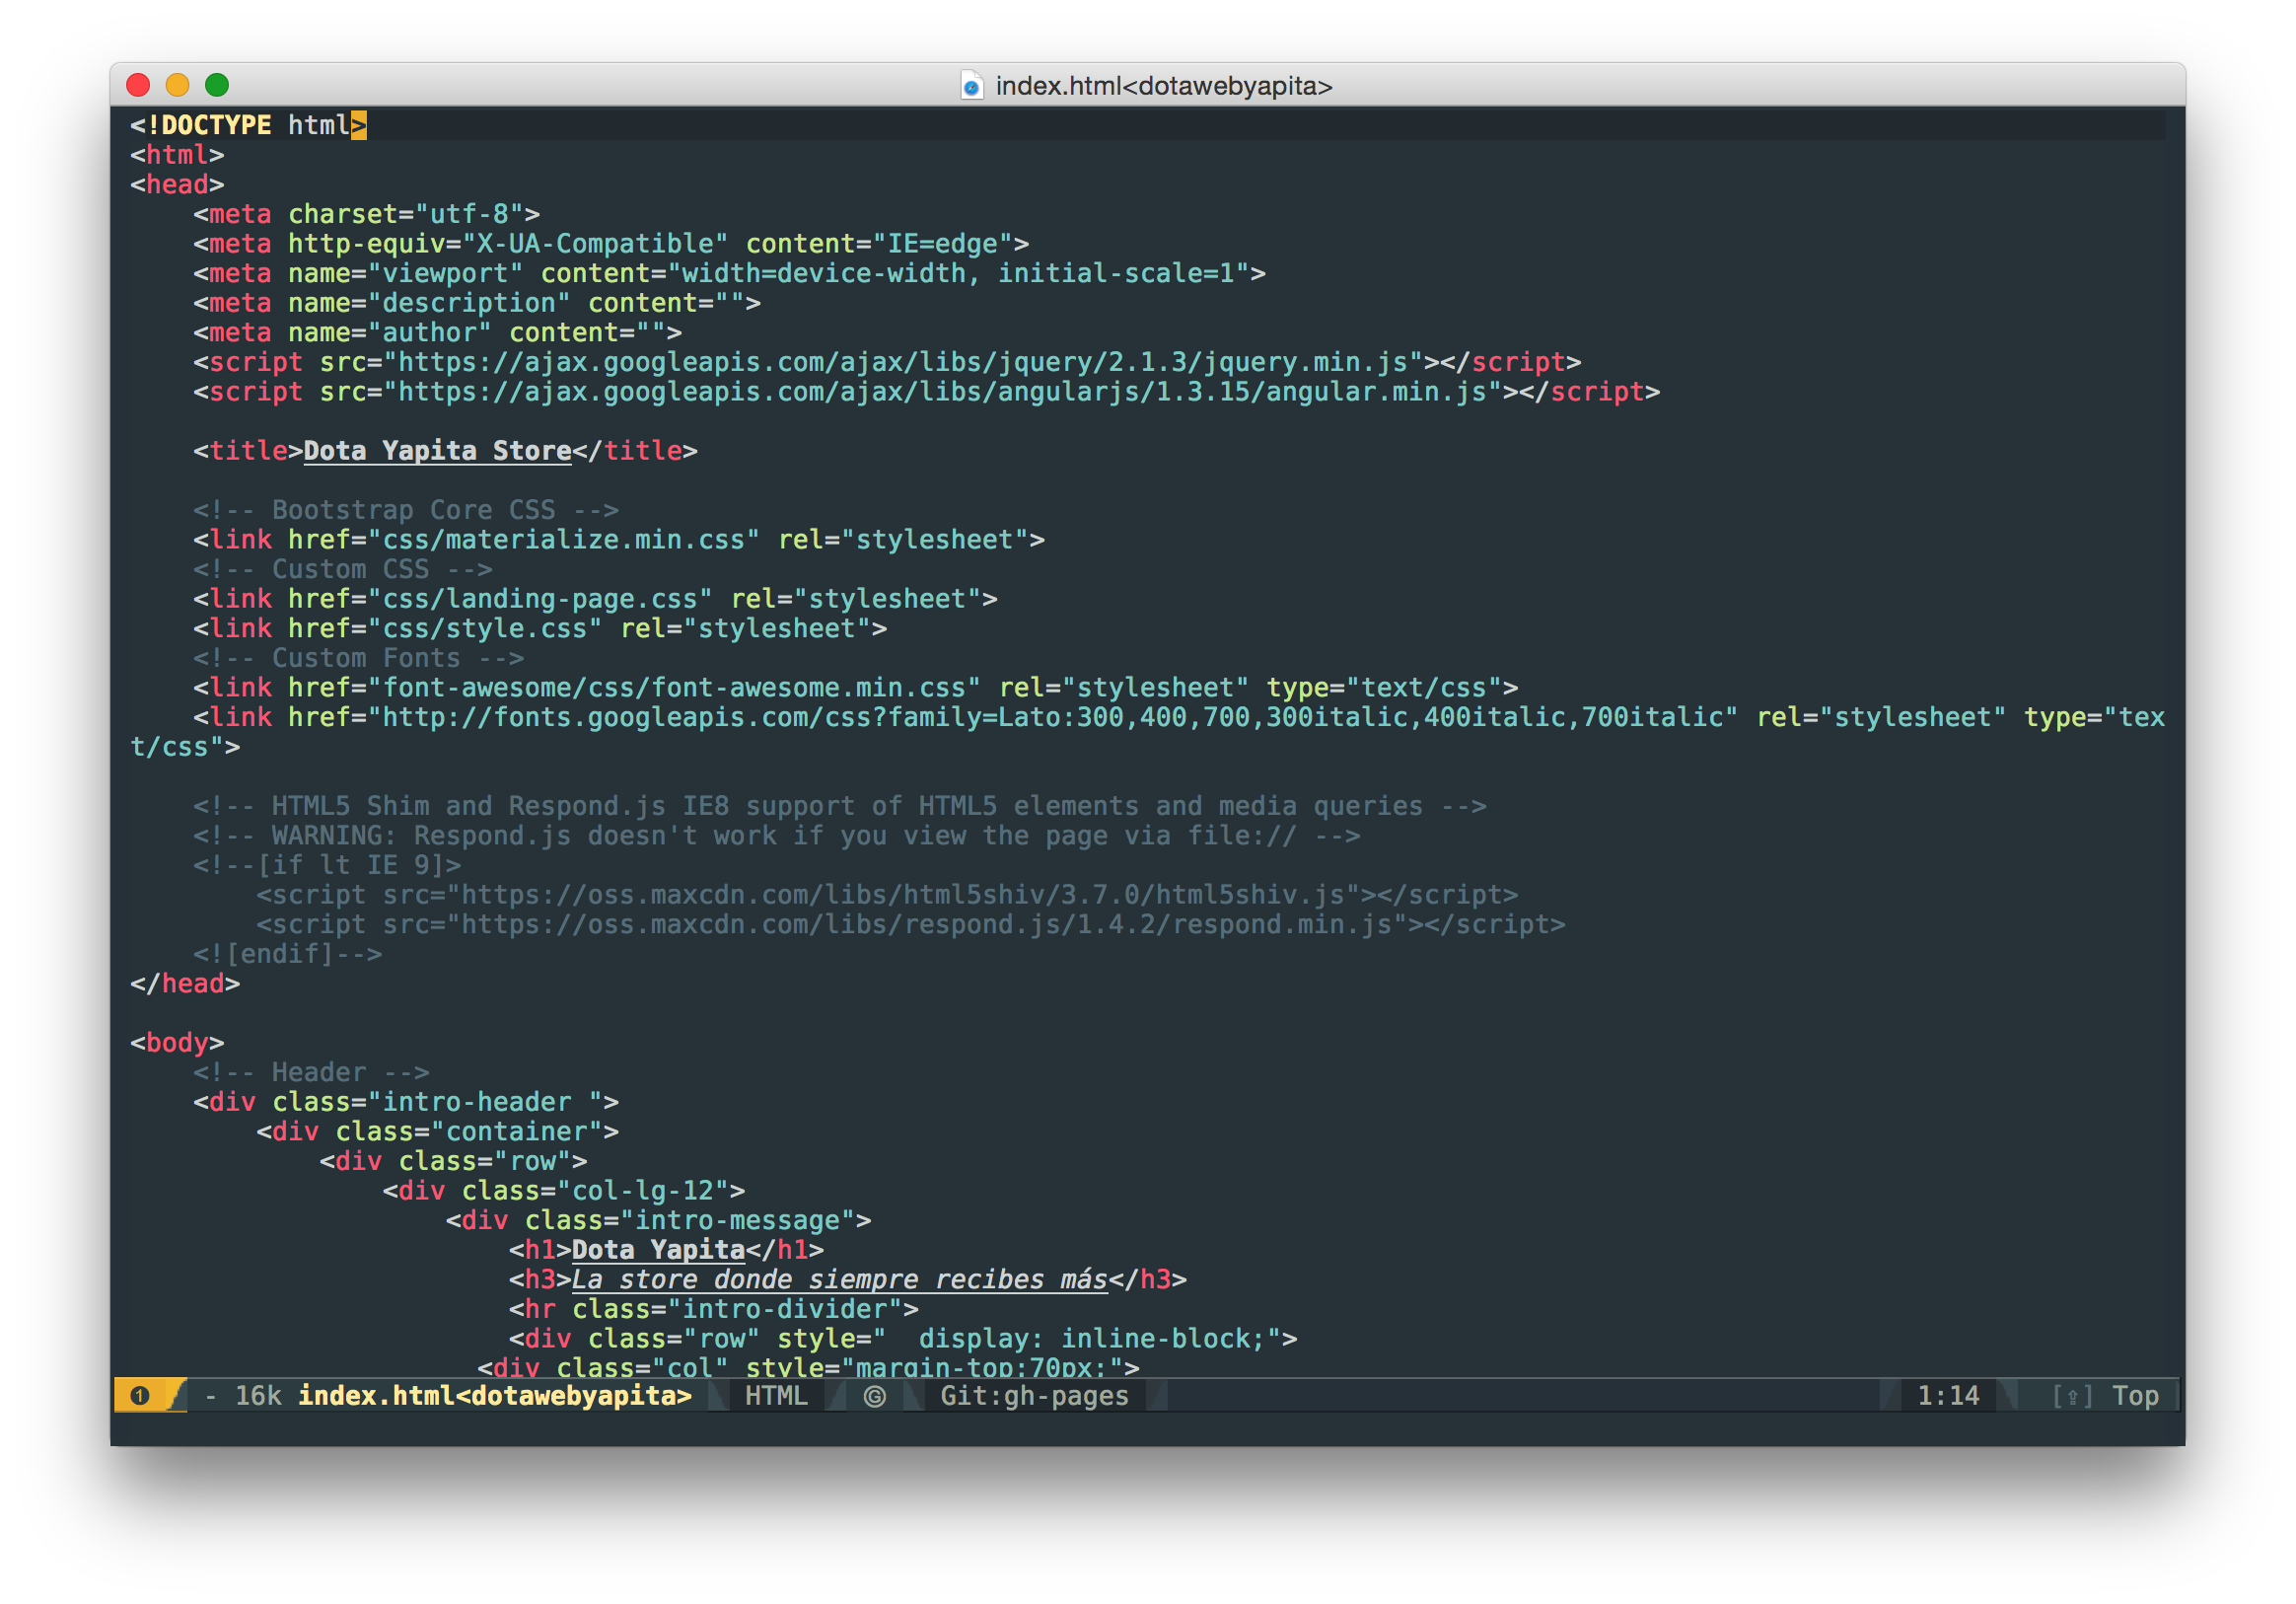 index.html<dotawebyapita>
<!DOCTYPE html>
<html>
<head>
    <meta charset="utf-8">
    <meta http-equiv="X-UA-Compatible" content="IE=edge">
    <meta name="viewport" content="width=device-width, initial-scale=1">
    <meta name="description" content="">
    <meta name="author" content="">
    <script src="https://ajax.googleapis.com/ajax/libs/jquery/2.1.3/jquery.min.js"></script>
    <script src="https://ajax.googleapis.com/ajax/libs/angularjs/1.3.15/angular.min.js"></script>

    <title>Dota Yapita Store</title>

    <!-- Bootstrap Core CSS -->
    <link href="css/materialize.min.css" rel="stylesheet">
    <!-- Custom CSS -->
    <link href="css/landing-page.css" rel="stylesheet">
    <link href="css/style.css" rel="stylesheet">
    <!-- Custom Fonts -->
    <link href="font-awesome/css/font-awesome.min.css" rel="stylesheet" type="text/css">
    <link href="http://fonts.googleapis.com/css?family=Lato:300,400,700,300italic,400italic,700italic" rel="stylesheet" type="tex
t/css">

    <!-- HTML5 Shim and Respond.js IE8 support of HTML5 elements and media queries -->
    <!-- WARNING: Respond.js doesn't work if you view the page via file:// -->
    <!--[if lt IE 9]>
        <script src="https://oss.maxcdn.com/libs/html5shiv/3.7.0/html5shiv.js"></script>
        <script src="https://oss.maxcdn.com/libs/respond.js/1.4.2/respond.min.js"></script>
    <![endif]-->
</head>

<body>
    <!-- Header -->
    <div class="intro-header ">
        <div class="container">
            <div class="row">
                <div class="col-lg-12">
                    <div class="intro-message">
                        <h1>Dota Yapita</h1>
                        <h3>La store donde siempre recibes más</h3>
                        <hr class="intro-divider">
                        <div class="row" style="  display: inline-block;">
                      <div class="col" style="margin-top:70px;">
❶ - 16k index.html<dotawebyapita> HTML Ⓖ Git:gh-pages 1:14 [⇪] Top